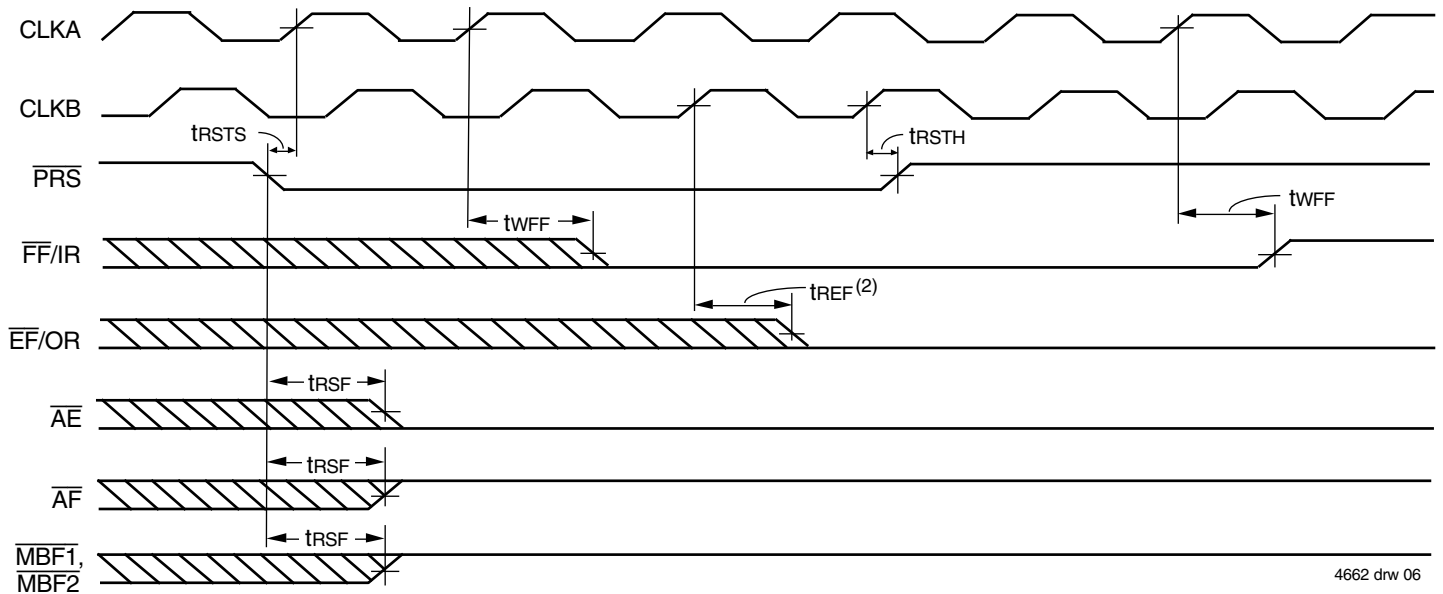 CLKA
CLKB
tRSTS
tRSTH
PRS
tWFF
tWFF
FF/IR
tREF(2)
EF/OR
tRSF
AE
tRSF
AF
tRSF
MBF1,
MBF2
4662 drw 06